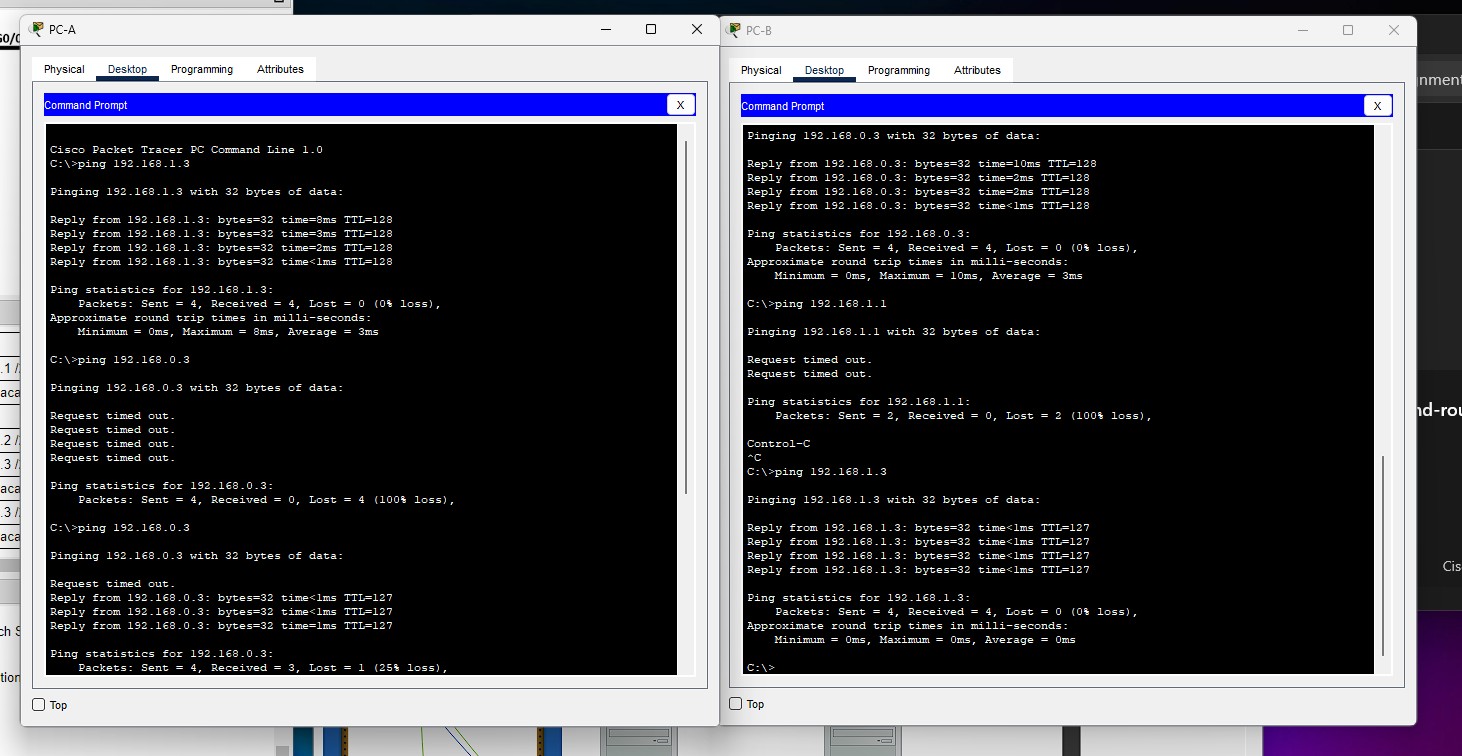 PC-A
Physical Desktop Programming Attributes
Command Prompt X
Cisco Packet Tracer PC Command Line 1.0
C:\>ping 192.168.1.3
Pinging 192.168.1.3 with 32 bytes of data:
Reply from 192.168.1.3: bytes=32 time=8ms TTL=128
Reply from 192.168.1.3: bytes=32 time=3ms TTL=128
Reply from 192.168.1.3: bytes=32 time=2ms TTL=128
Reply from 192.168.1.3: bytes=32 time<1ms TTL=128
Ping statistics for 192.168.1.3:
Packets: Sent = 4, Received = 4, Lost = 0 (0% loss),
Approximate round trip times in milli-seconds:
Minimum = 0ms, Maximum = 8ms, Average = 3ms
C:\>ping 192.168.0.3
Pinging 192.168.0.3 with 32 bytes of data:
Request timed out.
Request timed out.
Request timed out.
Request timed out.
Ping statistics for 192.168.0.3:
Packets: Sent = 4, Received = 0, Lost = 4 (100% loss),
C:\>ping 192.168.0.3
Pinging 192.168.0.3 with 32 bytes of data:
Request timed out.
Reply from 192.168.0.3: bytes=32 time<1ms TTL=127
Reply from 192.168.0.3: bytes=32 time<1ms TTL=127
Reply from 192.168.0.3: bytes=32 time=1ms TTL=127
Ping statistics for 192.168.0.3:
Packets: Sent = 4, Received = 3, Lost = 1 (25% loss),
Top
PC-B
Physical Desktop Programming Attributes
Command Prompt X
Pinging 192.168.0.3 with 32 bytes of data:
Reply from 192.168.0.3: bytes=32 time=10ms TTL=128
Reply from 192.168.0.3: bytes=32 time=2ms TTL=128
Reply from 192.168.0.3: bytes=32 time=2ms TTL=128
Reply from 192.168.0.3: bytes=32 time<1ms TTL=128
Ping statistics for 192.168.0.3:
Packets: Sent = 4, Received = 4, Lost = 0 (0% loss),
Approximate round trip times in milli-seconds:
Minimum = 0ms, Maximum = 10ms, Average = 3ms
C:\>ping 192.168.1.1
Pinging 192.168.1.1 with 32 bytes of data:
Request timed out.
Request timed out.
Ping statistics for 192.168.1.1:
Packets: Sent = 2, Received = 0, Lost = 2 (100% loss),
Control-C
^C
C:\>ping 192.168.1.3
Pinging 192.168.1.3 with 32 bytes of data:
Reply from 192.168.1.3: bytes=32 time<1ms TTL=127
Reply from 192.168.1.3: bytes=32 time<1ms TTL=127
Reply from 192.168.1.3: bytes=32 time<1ms TTL=127
Reply from 192.168.1.3: bytes=32 time<1ms TTL=127
Ping statistics for 192.168.1.3:
Packets: Sent = 4, Received = 4, Lost = 0 (0% loss),
Approximate round trip times in milli-seconds:
Minimum = 0ms, Maximum = 0ms, Average = 0ms
C:\>
Top